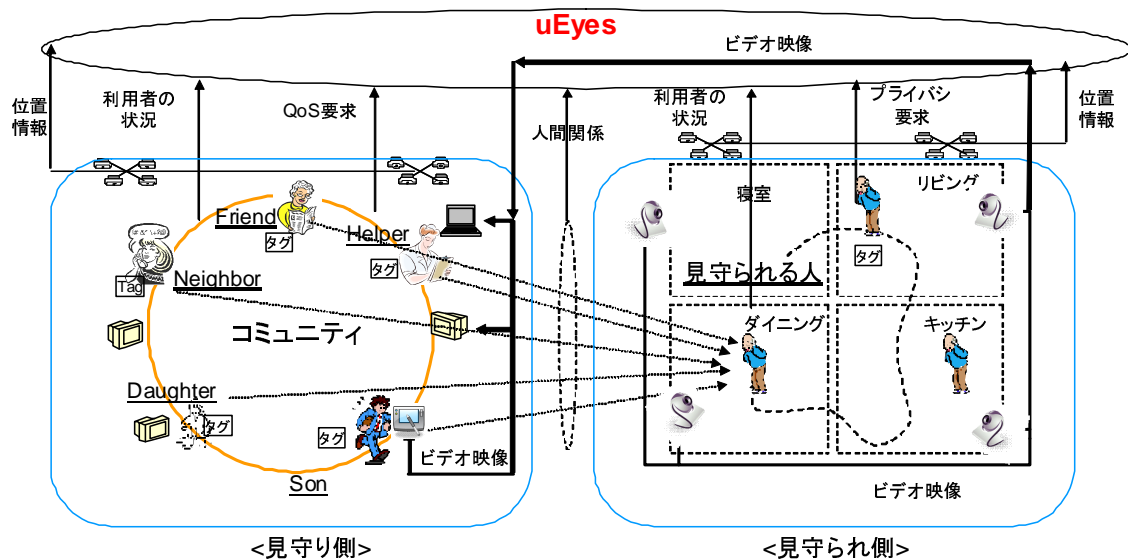 uEyes
ビデオ映像
位置
情報
利用者の
状況
QoS要求
人間関係
利用者の
状況
プライバシ
要求
位置
情報
Friend
タグ
Helper
タグ
Tag
Neighbor
コミュニティ
Daughter
タグ
タグ
Son
ビデオ映像
寝室
リビング
タグ
見守られる人
ダイニング
キッチン
ビデオ映像
<見守り側>
<見守られ側>